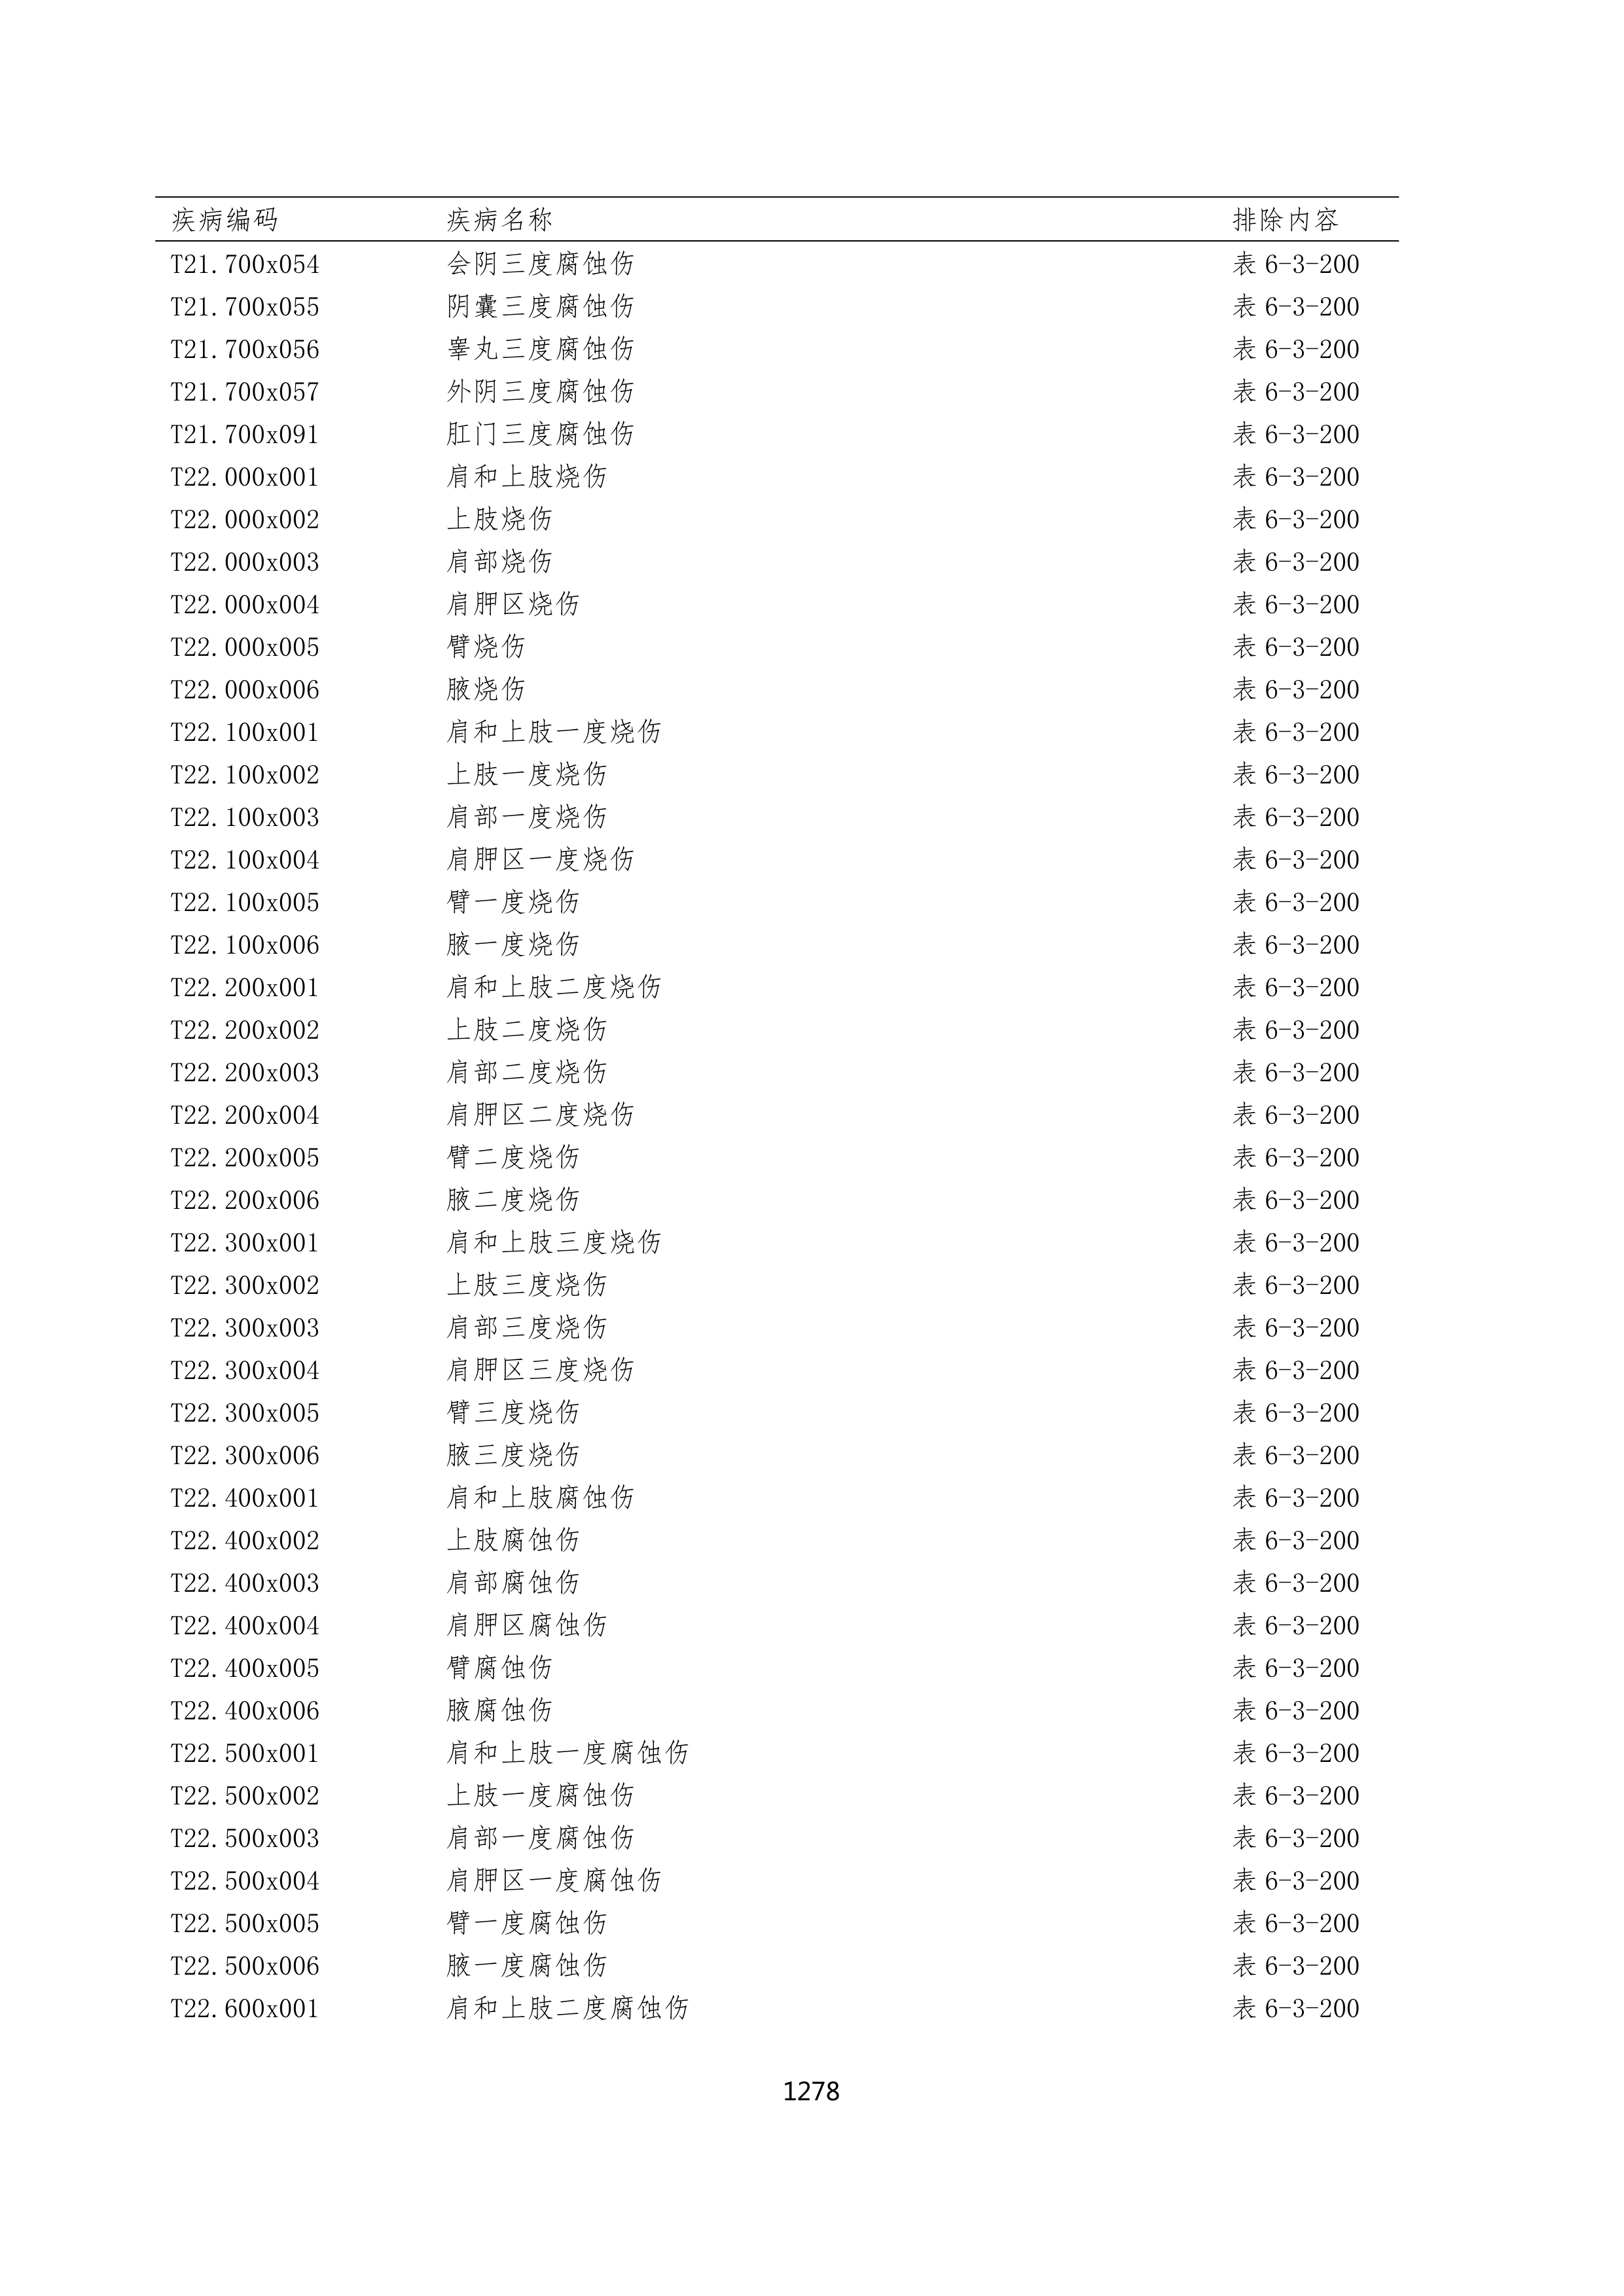 疾病编码 疾病名称 排除内容
T21.700x054 会阴三度腐蚀伤 表 6-3-200
T21.700x055 阴囊三度腐蚀伤 表 6-3-200
T21.700x056 睾丸三度腐蚀伤 表 6-3-200
T21.700x057 外阴三度腐蚀伤 表 6-3-200
T21.700x091 肛门三度腐蚀伤 表 6-3-200
T22.000x001 肩和上肢烧伤 表 6-3-200
T22.000x002 上肢烧伤 表 6-3-200
T22.000x003 肩部烧伤 表 6-3-200
T22.000x004 肩胛区烧伤 表 6-3-200
T22.000x005 臂烧伤 表 6-3-200
T22.000x006 腋烧伤 表 6-3-200
T22.100x001 肩和上肢一度烧伤 表 6-3-200
T22.100x002 上肢一度烧伤 表 6-3-200
T22.100x003 肩部一度烧伤 表 6-3-200
T22.100x004 肩胛区一度烧伤 表 6-3-200
T22.100x005 臂一度烧伤 表 6-3-200
T22.100x006 腋一度烧伤 表 6-3-200
T22.200x001 肩和上肢二度烧伤 表 6-3-200
T22.200x002 上肢二度烧伤 表 6-3-200
T22.200x003 肩部二度烧伤 表 6-3-200
T22.200x004 肩胛区二度烧伤 表 6-3-200
T22.200x005 臂二度烧伤 表 6-3-200
T22.200x006 腋二度烧伤 表 6-3-200
T22.300x001 肩和上肢三度烧伤 表 6-3-200
T22.300x002 上肢三度烧伤 表 6-3-200
T22.300x003 肩部三度烧伤 表 6-3-200
T22.300x004 肩胛区三度烧伤 表 6-3-200
T22.300x005 臂三度烧伤 表 6-3-200
T22.300x006 腋三度烧伤 表 6-3-200
T22.400x001 肩和上肢腐蚀伤 表 6-3-200
T22.400x002 上肢腐蚀伤 表 6-3-200
T22.400x003 肩部腐蚀伤 表 6-3-200
T22.400x004 肩胛区腐蚀伤 表 6-3-200
T22.400x005 臂腐蚀伤 表 6-3-200
T22.400x006 腋腐蚀伤 表 6-3-200
T22.500x001 肩和上肢一度腐蚀伤 表 6-3-200
T22.500x002 上肢一度腐蚀伤 表 6-3-200
T22.500x003 肩部一度腐蚀伤 表 6-3-200
T22.500x004 肩胛区一度腐蚀伤 表 6-3-200
T22.500x005 臂一度腐蚀伤 表 6-3-200
T22.500x006 腋一度腐蚀伤 表 6-3-200
T22.600x001 肩和上肢二度腐蚀伤 表 6-3-200
1278